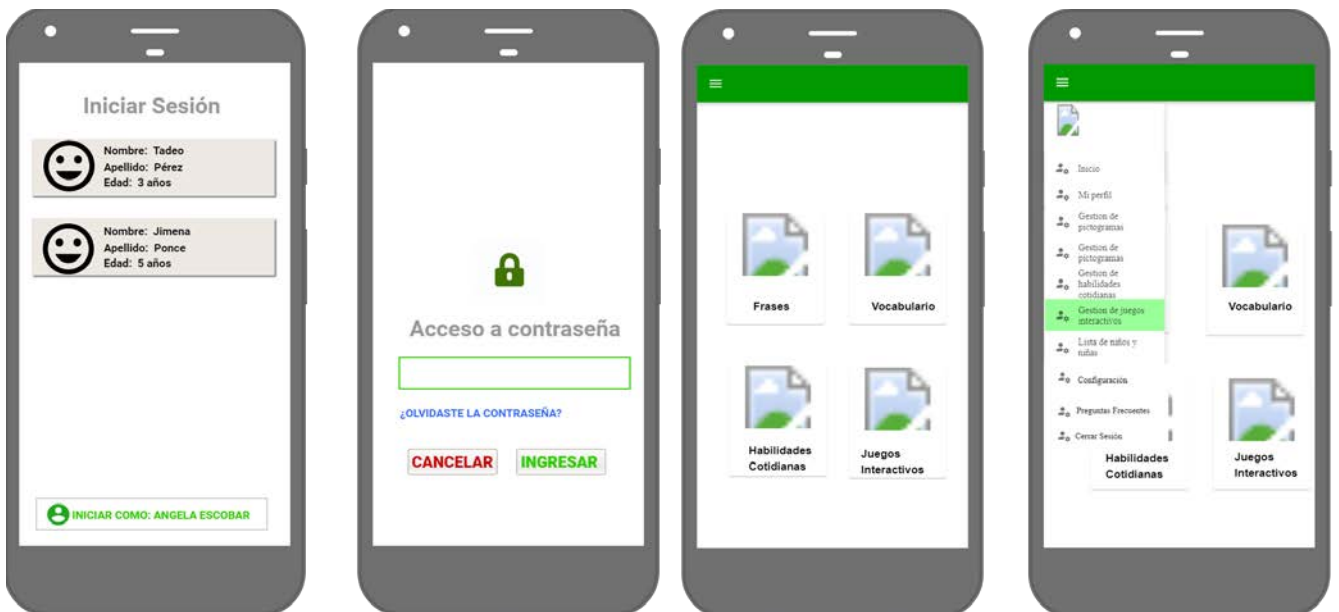 Iniciar Sesión
Nombre: Tadeo
Apellido: Pérez
Edad: 3 años
Nombre: Jimena
Apellido: Ponce
Edad: 5 años
INICIAR COMO: ANGELA ESCOBAR
Acceso a contraseña
¿OLVIDASTE LA CONTRASEÑA?
CANCELAR
INGRESAR
Frases
Vocabulario
Habilidades
Cotidianas
Juegos
Interactivos
Inicio
Mi perfil
Gestion de
pictogramas
Gestion de
pictogramas
Gestion de
habilidades
cotidianas
Gestion de juegos
interactivos
Lista de niños y
niñas
Configuración
Preguntas Frecuentes
Cerrar Sesión
Vocabulario
Habilidades
Cotidianas
Juegos
Interactivos